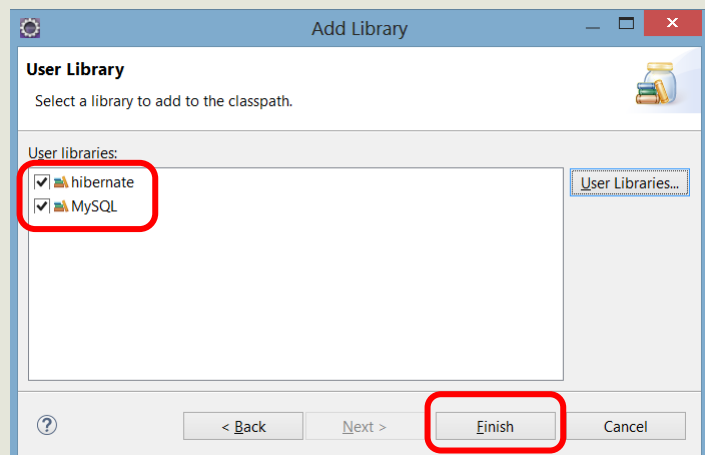 Add Library
User Library
Select a library to add to the classpath.
User libraries:
hibernate
MySQL
User Libraries...
< Back
Next >
Finish
Cancel